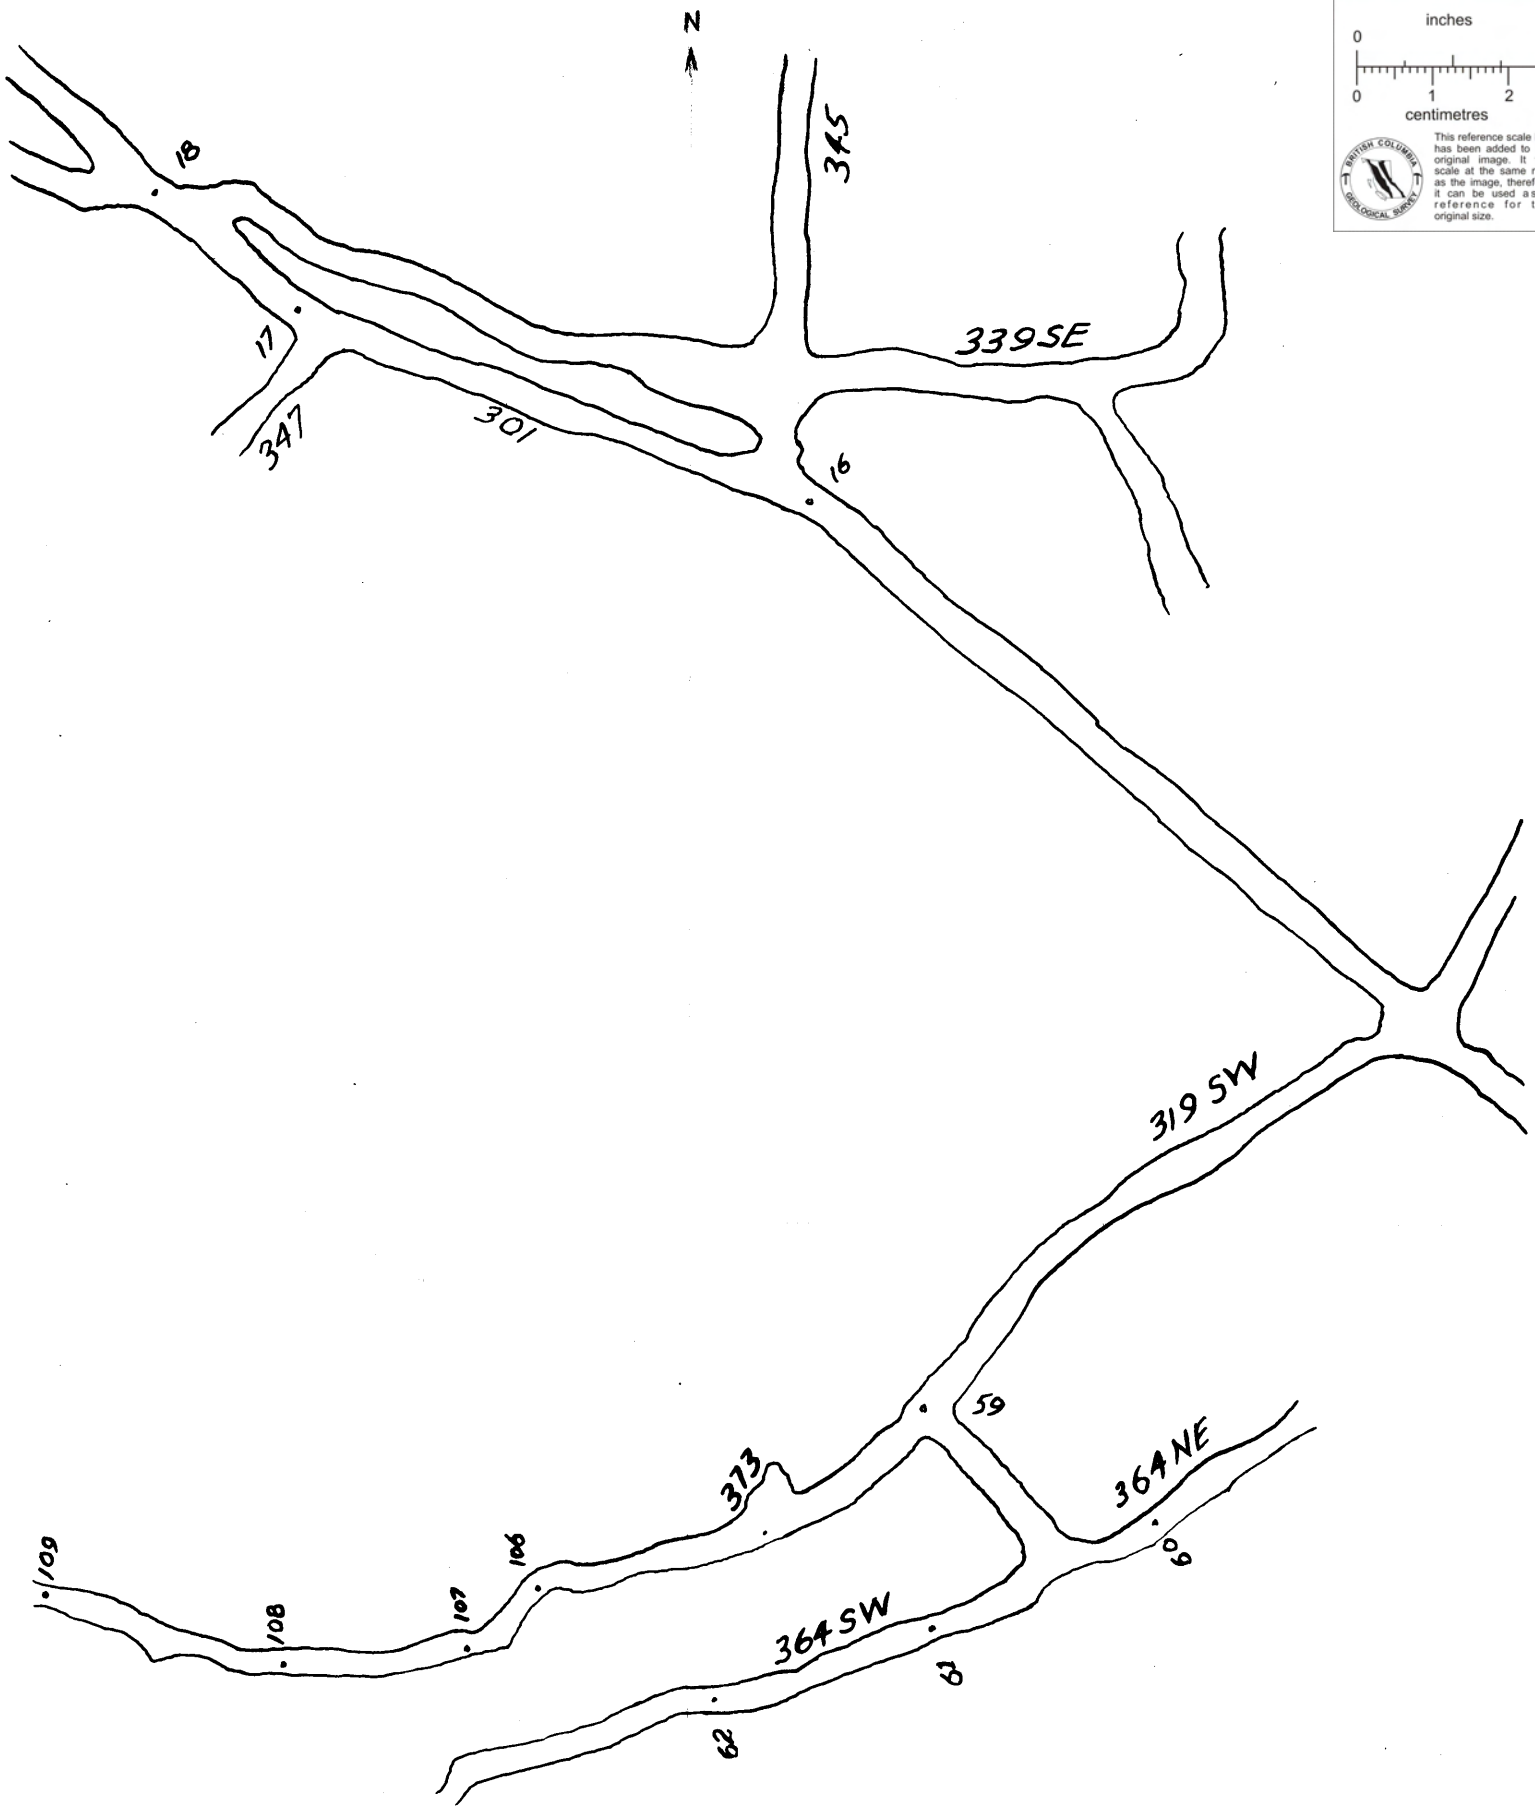 N
inches
0
0 1 2
centimetres
BRITISH COLUMBIA
GEOLOGICAL SURVEY
This reference scale
has been added to
original image. It
scale at the same
as the image,
it can be used as
reference for
original size.
18
345
17
339SE
347
301
16
319 SW
59
364NE
373
60
109
106
107
108
364SW
61
62